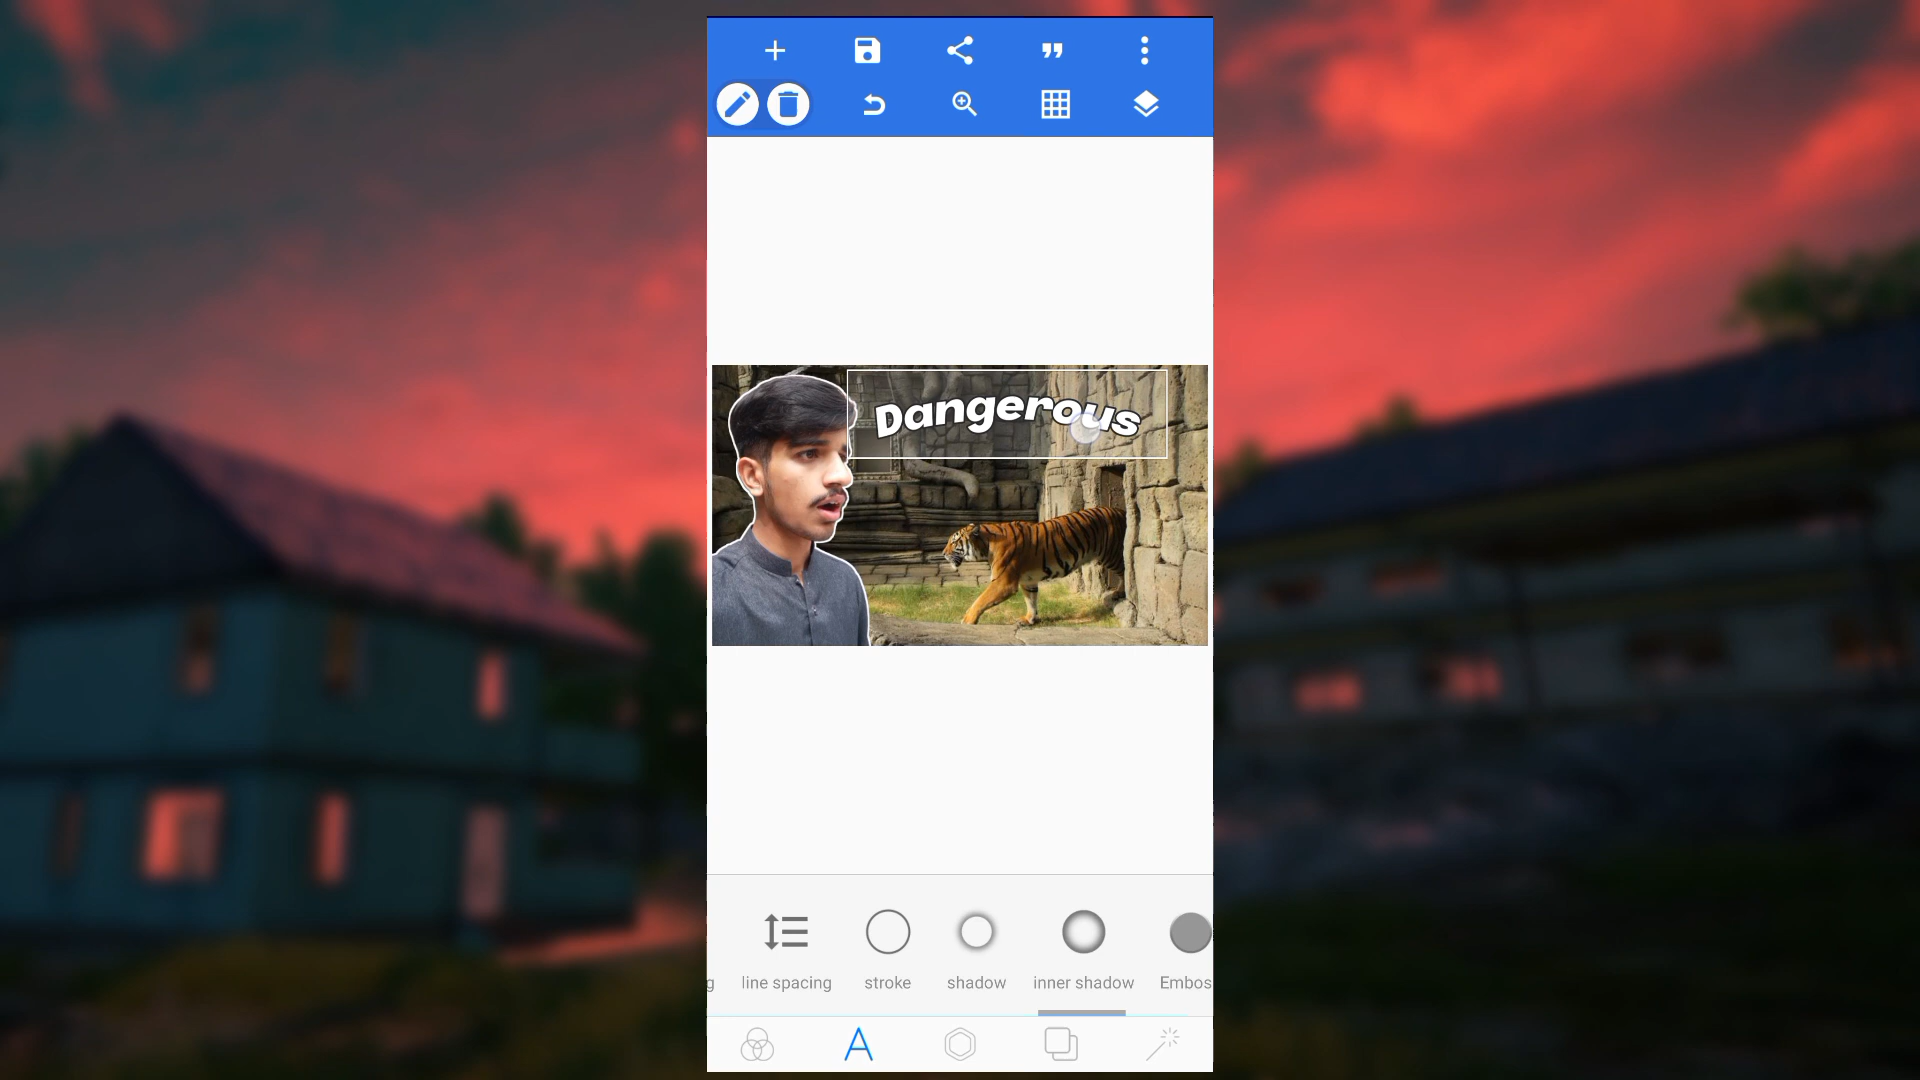 Dangerous
g
line spacing
stroke
shadow
inner shadow
Embos